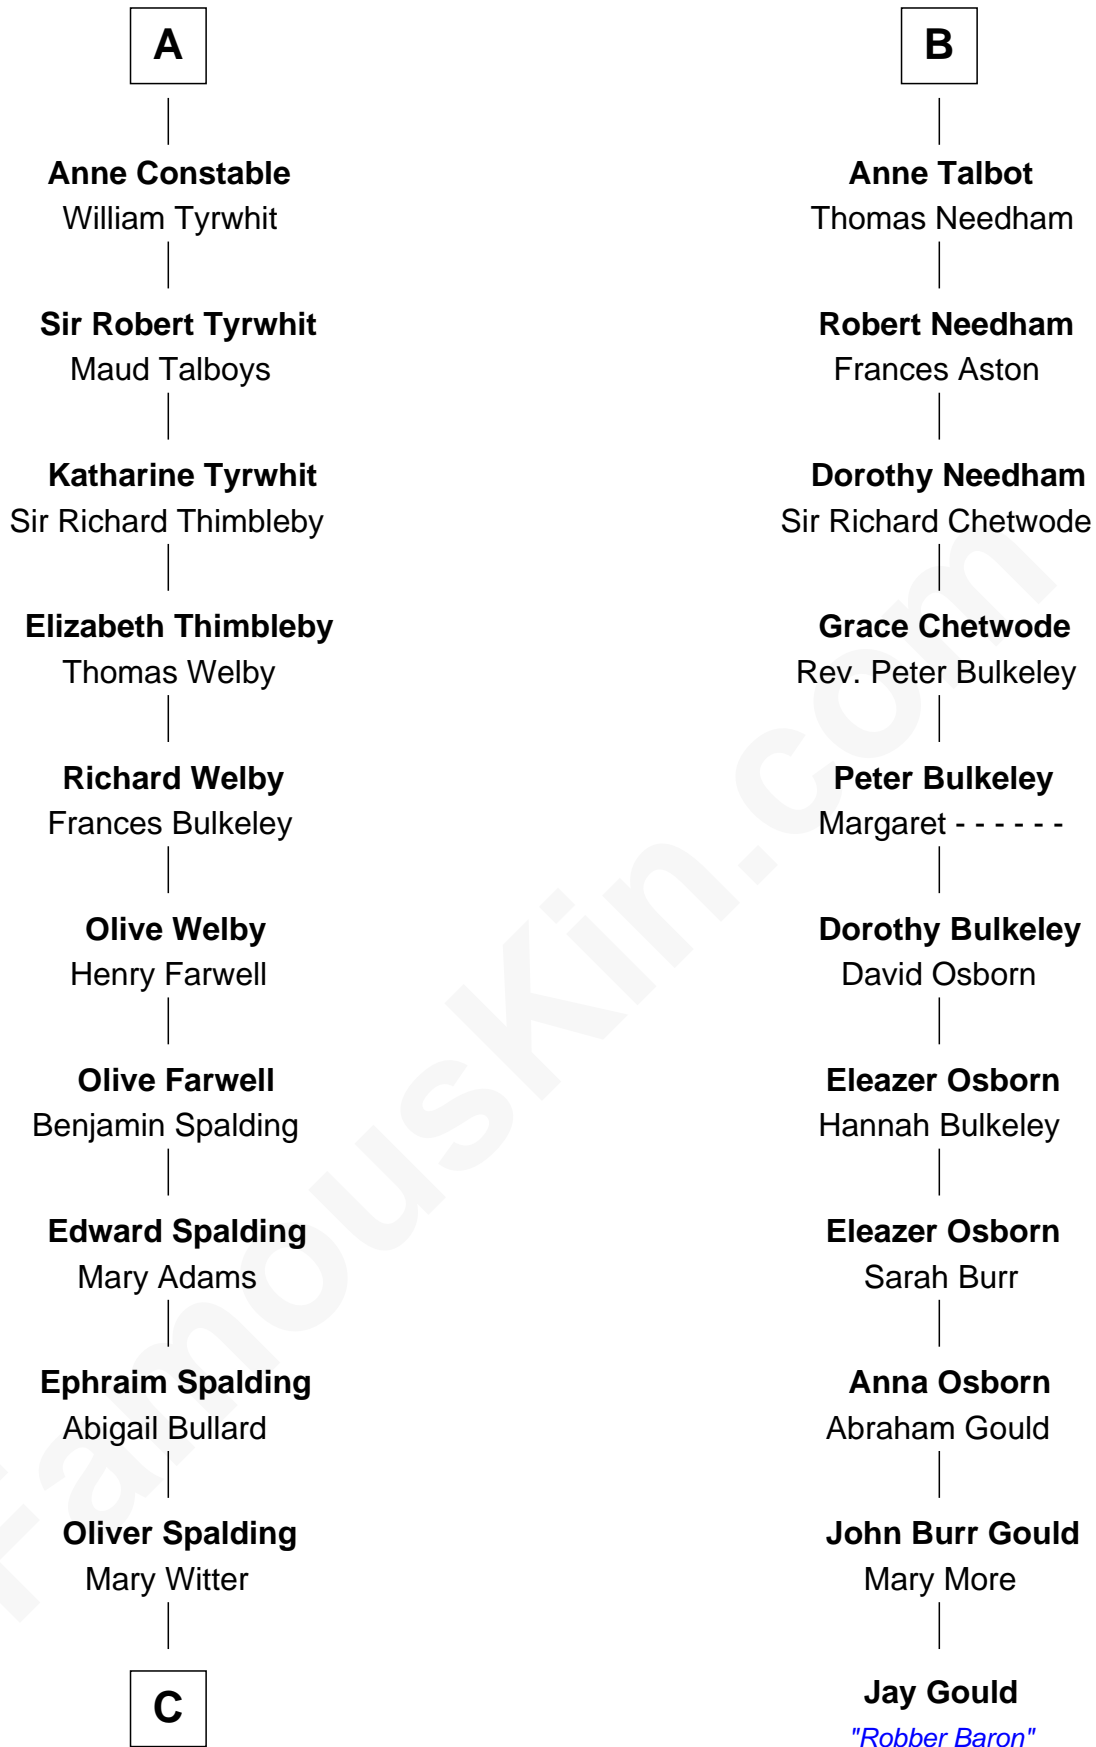 A
Anne Constable
William Tyrwhit
Sir Robert Tyrwhit
Maud Talboys
Katharine Tyrwhit
Sir Richard Thimbleby
Elizabeth Thimbleby
Thomas Welby
Richard Welby
Frances Bulkeley
Olive Welby
Henry Farwell
Olive Farwell
Benjamin Spalding
Edward Spalding
Mary Adams
Ephraim Spalding
Abigail Bullard
Oliver Spalding
Mary Witter
C
B
Anne Talbot
Thomas Needham
Robert Needham
Frances Aston
Dorothy Needham
Sir Richard Chetwode
Grace Chetwode
Rev. Peter Bulkeley
Peter Bulkeley
Margaret - - - - - -
Dorothy Bulkeley
David Osborn
Eleazer Osborn
Hannah Bulkeley
Eleazer Osborn
Sarah Burr
Anna Osborn
Abraham Gould
John Burr Gould
Mary More
Jay Gould
"Robber Baron"
FamousKin.com